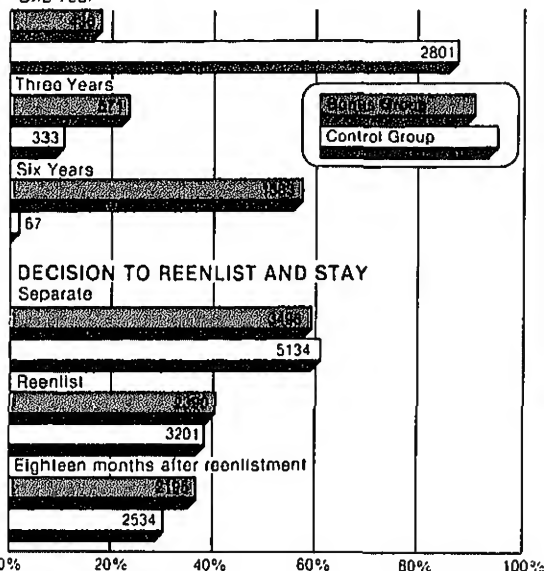 2801
Three Years
671
Bonus Group
333
Control Group
Six Years
67
DECISION TO REENLIST AND STAY
Separate
5134
Reenlist
3201
Eighteen months after reenlistment
2534
0% 20% 40% 60% 80% 100%